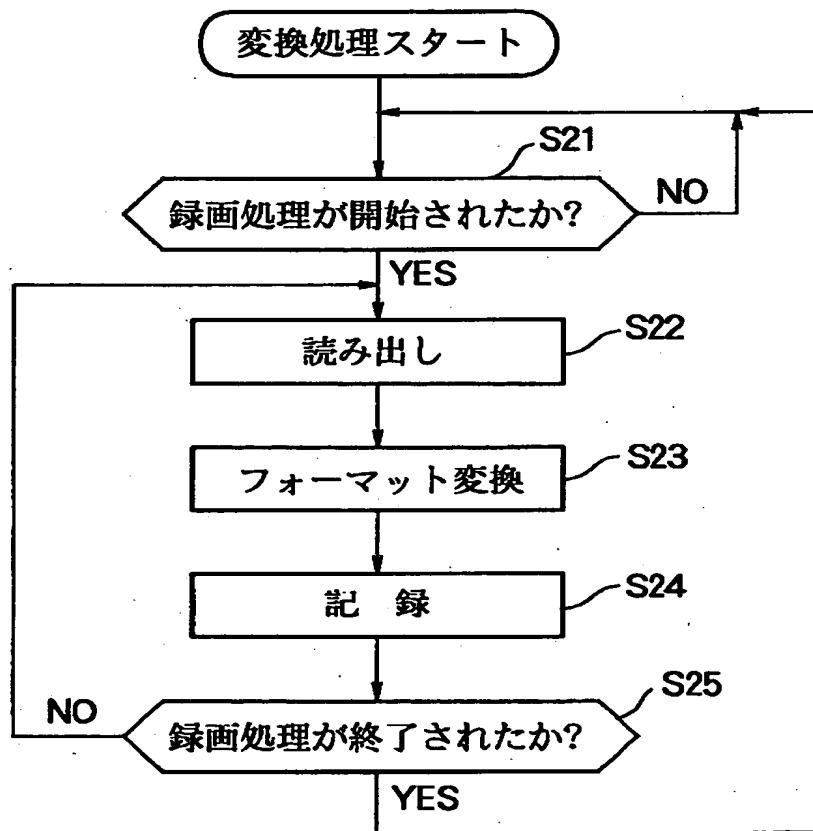 変換処理スタート
S21
録画処理が開始されたか?
NO
YES
S22
読み出し
S23
フォーマット変換
S24
記 録
S25
NO
録画処理が終了されたか?
YES